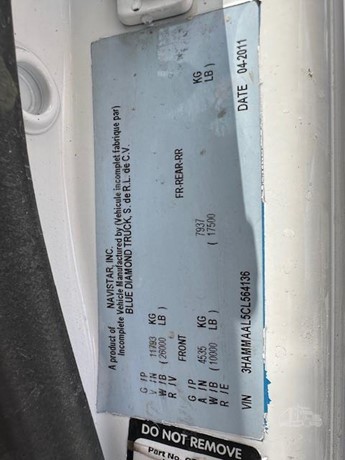 A product of NAVISTAR, INC.
Incomplete Vehicle Manufactured by (Vehicule incomplet fabrique par)
BLUE DIAMOND TRUCK, S. de R.L. de C.V.
G I P
V I N 11793 KG
W I B ( 26000 LB)
R I V
FRONT FR-REAR-RR
G I P
A I N 4535 KG 7937 KG
W I B ( 10000 LB) ( 17500 LB)
R I E
VIN 3HAMMAAL5CL564136 DATE 04-2011
DO NOT REMOVE